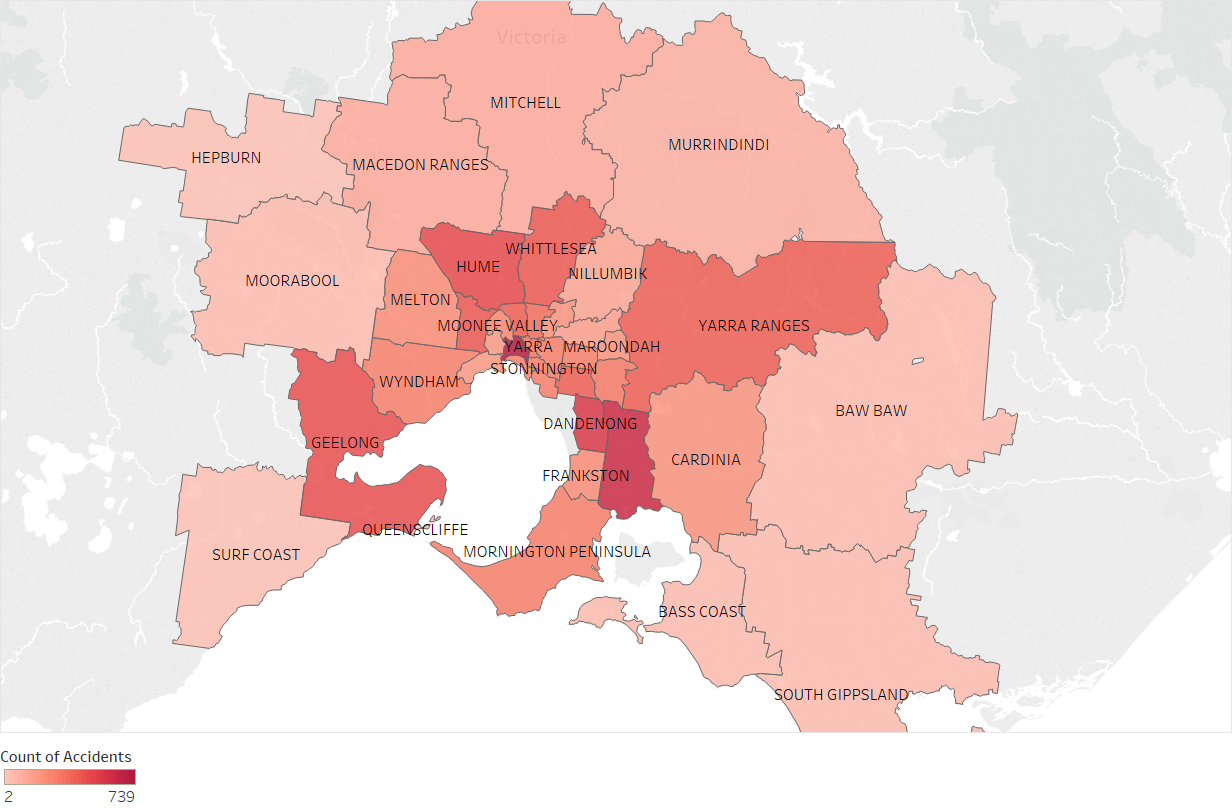 Victoria
MITCHELL
MURRINDINDI
HEPBURN
MACEDON RANGES
WHITTLESEA
HUME
NILLUMBIK
MOORABOOL
MELTON
MOONEE VALLEY
YARRA RANGES
YARRA
MAROONDAH
STONNINGTON
WYNDHAM
BAW BAW
DANDENONG
GEELONG
CARDINIA
FRANKSTON
QUEENSCLIFFE
SURF COAST
MORNINGTON PENINSULA
BASS COAST
SOUTH GIPPSLAND
Count of Accidents
2 739